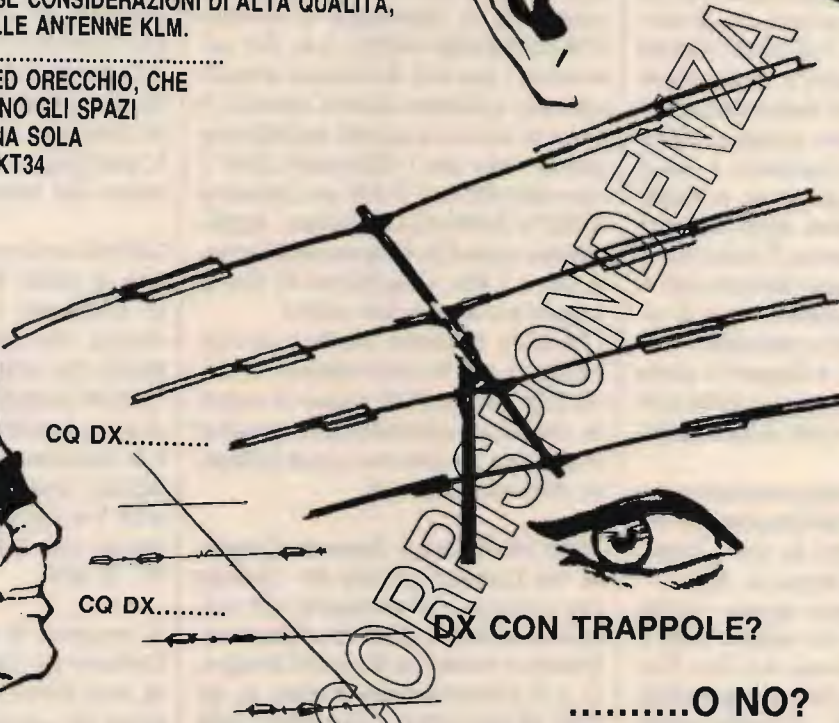 SE CONSIDERAZIONI DI ALTA QUALITÀ,
LLE ANTENNE KLM.
..........................................
ED ORECCHIO, CHE
NO GLI SPAZI
NA SOLA
KT34
CQ DX...........
CQ DX.........
CORRISPONDENZA
DX CON TRAPPOLE?
..........O NO?